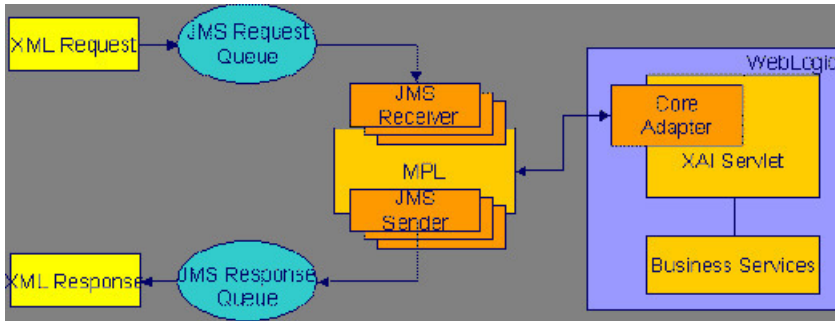 XML Request
JMS Request
Queue
JMS
Receiver
MPL
JMS
Sender
XML Response
JMS Response
Queue
WebLogic
Core
Adapter
XAI Servlet
Business Services